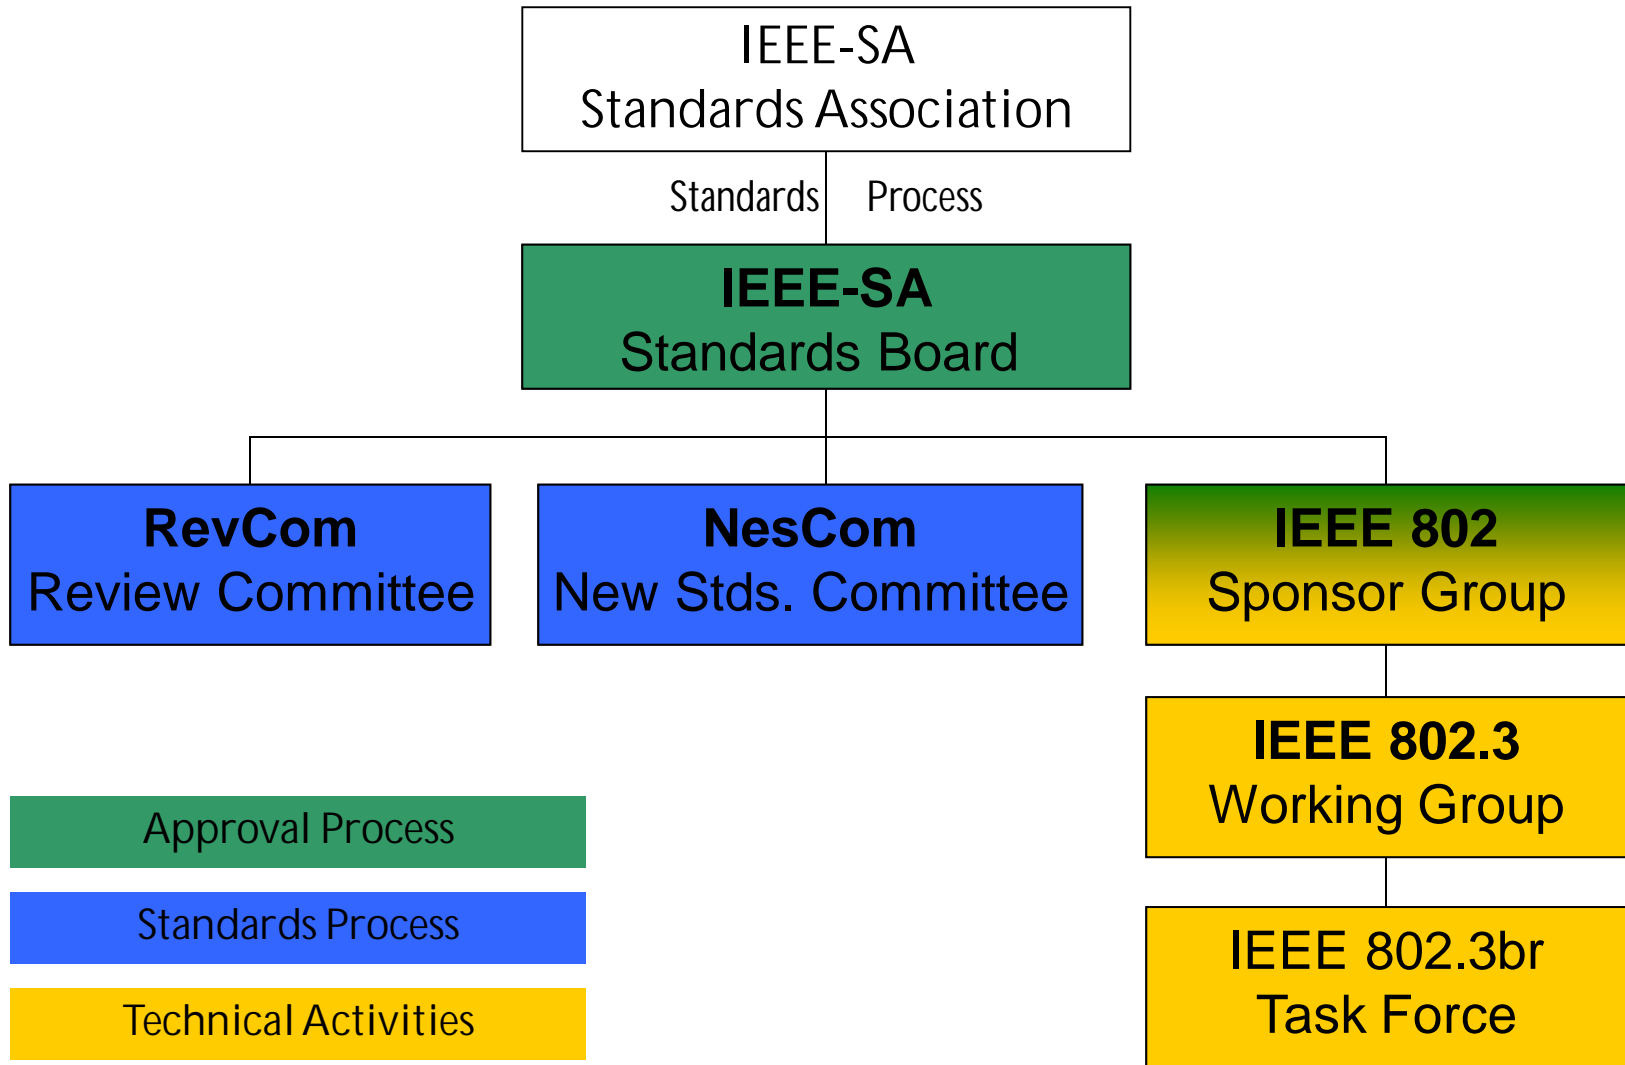 IEEE-SA
Standards Association
Standards Process
IEEE-SA
Standards Board
RevCom
Review Committee
NesCom
New Stds. Committee
IEEE 802
Sponsor Group
IEEE 802.3
Working Group
IEEE 802.3br
Task Force
Approval Process
Standards Process
Technical Activities